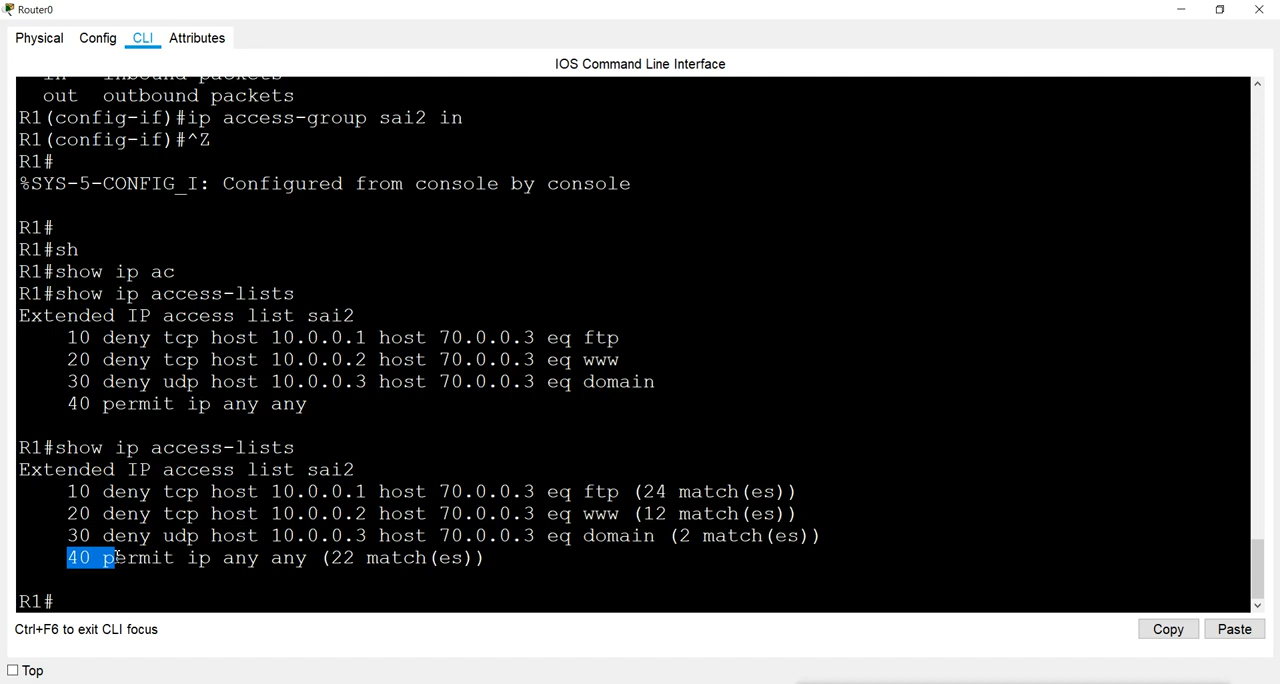 Router0
Physical Config CLI Attributes
IOS Command Line Interface
in inbound packets
out outbound packets
R1(config-if)#ip access-group sai2 in
R1(config-if)#^Z
R1#
%SYS-5-CONFIG_I: Configured from console by console
R1#
R1#sh
R1#show ip ac
R1#show ip access-lists
Extended IP access list sai2
10 deny tcp host 10.0.0.1 host 70.0.0.3 eq ftp
20 deny tcp host 10.0.0.2 host 70.0.0.3 eq www
30 deny udp host 10.0.0.3 host 70.0.0.3 eq domain
40 permit ip any any
R1#show ip access-lists
Extended IP access list sai2
10 deny tcp host 10.0.0.1 host 70.0.0.3 eq ftp (24 match(es))
20 deny tcp host 10.0.0.2 host 70.0.0.3 eq www (12 match(es))
30 deny udp host 10.0.0.3 host 70.0.0.3 eq domain (2 match(es))
40 permit ip any any (22 match(es))
R1#
Ctrl+F6 to exit CLI focus
Copy Paste
Top